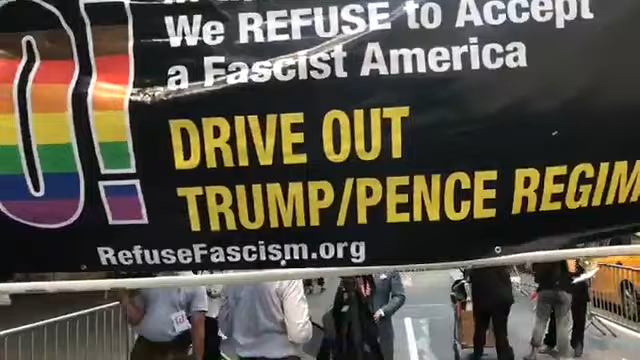 O!
We REFUSE to Accept
a Fascist America
DRIVE OUT
TRUMP/PENCE REGIM
RefuseFascism.org